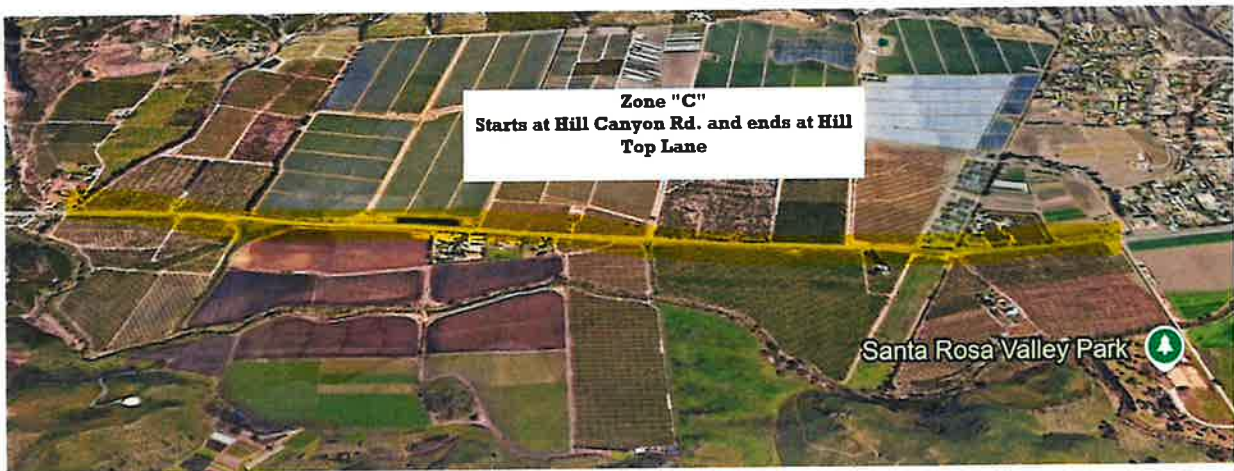 Zone "C"
Starts at Hill Canyon Rd. and ends at Hill
Top Lane
Santa Rosa Valley Park